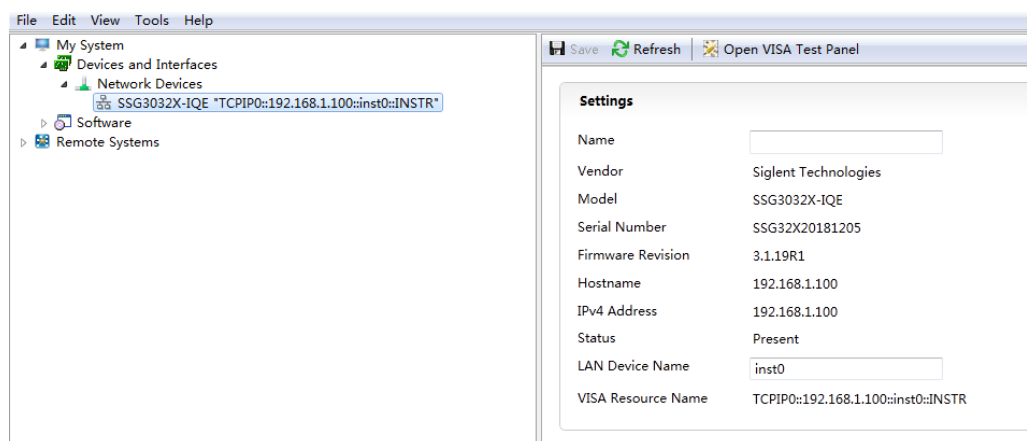 File Edit View Tools Help
My System
Devices and Interfaces
Network Devices
SSG3032X-IQE "TCPIP0::192.168.1.100::inst0::INSTR"
Software
Remote Systems
Save Refresh Open VISA Test Panel
Settings
Name
Vendor Siglent Technologies
Model SSG3032X-IQE
Serial Number SSG32X20181205
Firmware Revision 3.1.19R1
Hostname 192.168.1.100
IPv4 Address 192.168.1.100
Status Present
LAN Device Name inst0
VISA Resource Name TCPIP0::192.168.1.100::inst0::INSTR